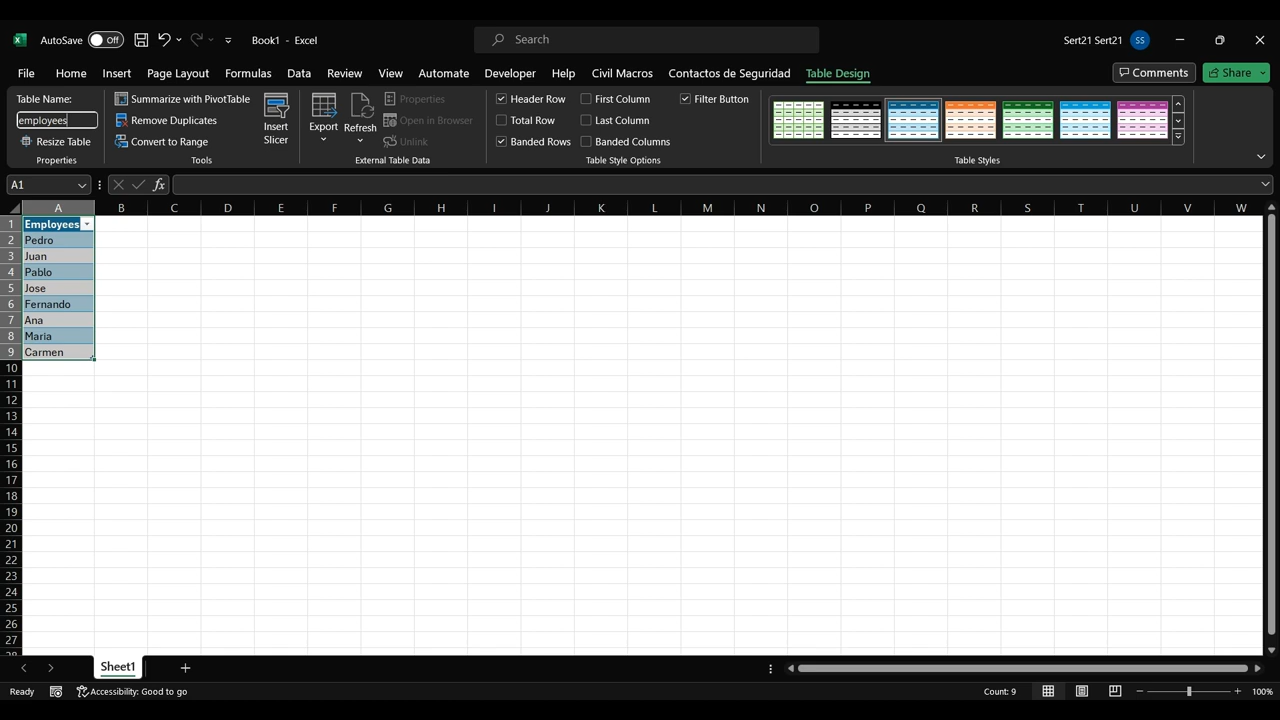 AutoSave Off Book1 - Excel Search Sert21 Sert21 SS
File Home Insert Page Layout Formulas Data Review View Automate Developer Help Civil Macros Contactos de Seguridad Table Design Comments Share
Table Name:
employees
Resize Table
Properties
Summarize with PivotTable
Remove Duplicates
Convert to Range
Tools
Insert
Slicer
Export
Refresh
Properties
Open in Browser
Unlink
External Table Data
Header Row First Column Filter Button
Total Row Last Column
Banded Rows Banded Columns
Table Style Options
Table Styles
A1 fx
A B C D E F G H I J K L M N O P Q R S T U V W
1 Employees
2 Pedro
3 Juan
4 Pablo
5 Jose
6 Fernando
7 Ana
8 Maria
9 Carmen
10
11
12
13
14
15
16
17
18
19
20
21
22
23
24
25
26
27
28
Sheet1
Ready Accessibility: Good to go Count: 9 100%